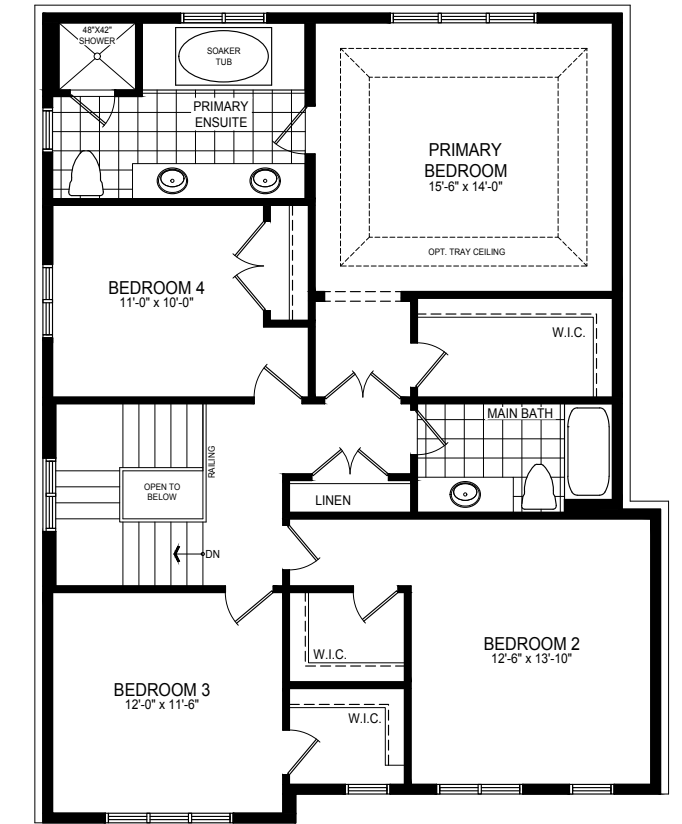 48"X42"
SHOWER
SOAKER
TUB
PRIMARY
ENSUITE
PRIMARY
BEDROOM
15'-6" x 14'-0"
OPT. TRAY CEILING
BEDROOM 4
11'-0" x 10'-0"
W.I.C.
MAIN BATH
RAILING
OPEN TO
BELOW
LINEN
DN
W.I.C.
BEDROOM 2
12'-6" x 13'-10"
BEDROOM 3
12'-0" x 11'-6"
W.I.C.